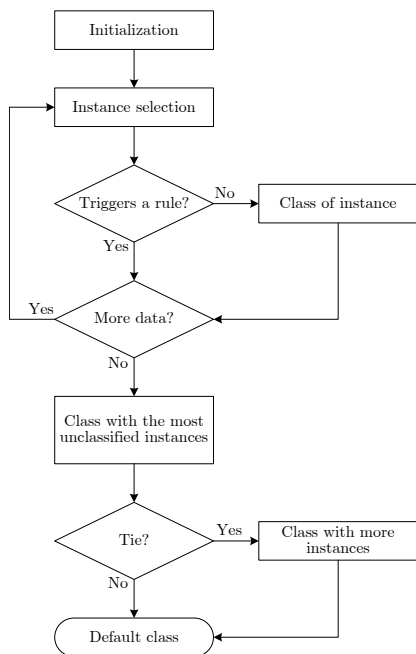 Initialization
Instance selection
Triggers a rule?
No
Class of instance
Yes
Yes
More data?
No
Class with the most
unclassified instances
Tie?
Yes
Class with more
instances
No
Default class